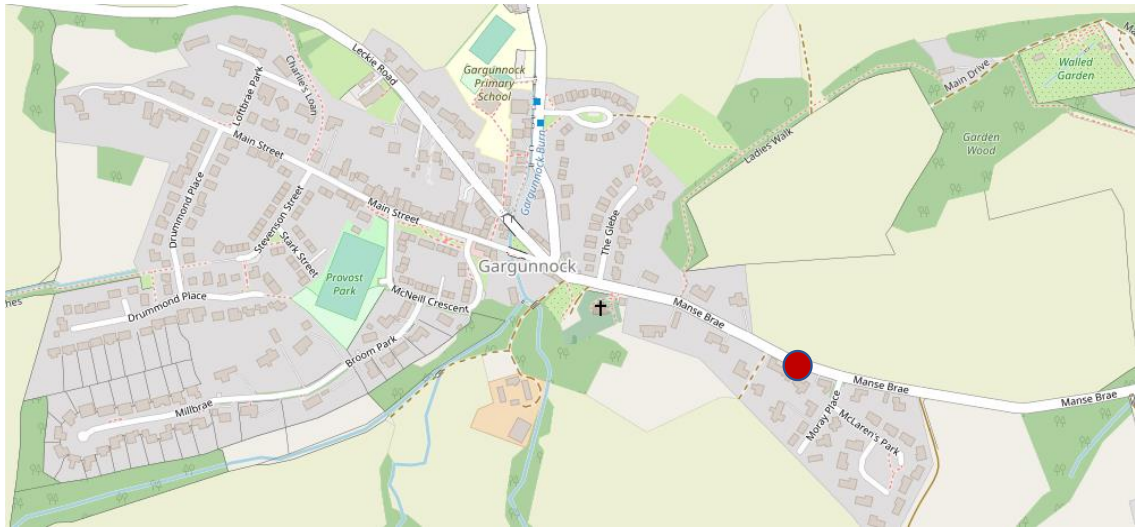 Leckie Road
Charlie's Loan
Loftbrae Park
Gargunnock
Primary
School
Main Drive
Walled
Garden
Garden
Wood
Ladies Walk
Gargunnock Burn
Main Street
Main Street
Drummond Place
Stevenson Street
Stark Street
The Glebe
Gargunnock
Provost
Park
McNeill Crescent
Manse Brae
hes
Drummond Place
Broom Park
Millbrae
Manse Brae
Manse Brae
Moray Place
McLaren's Park